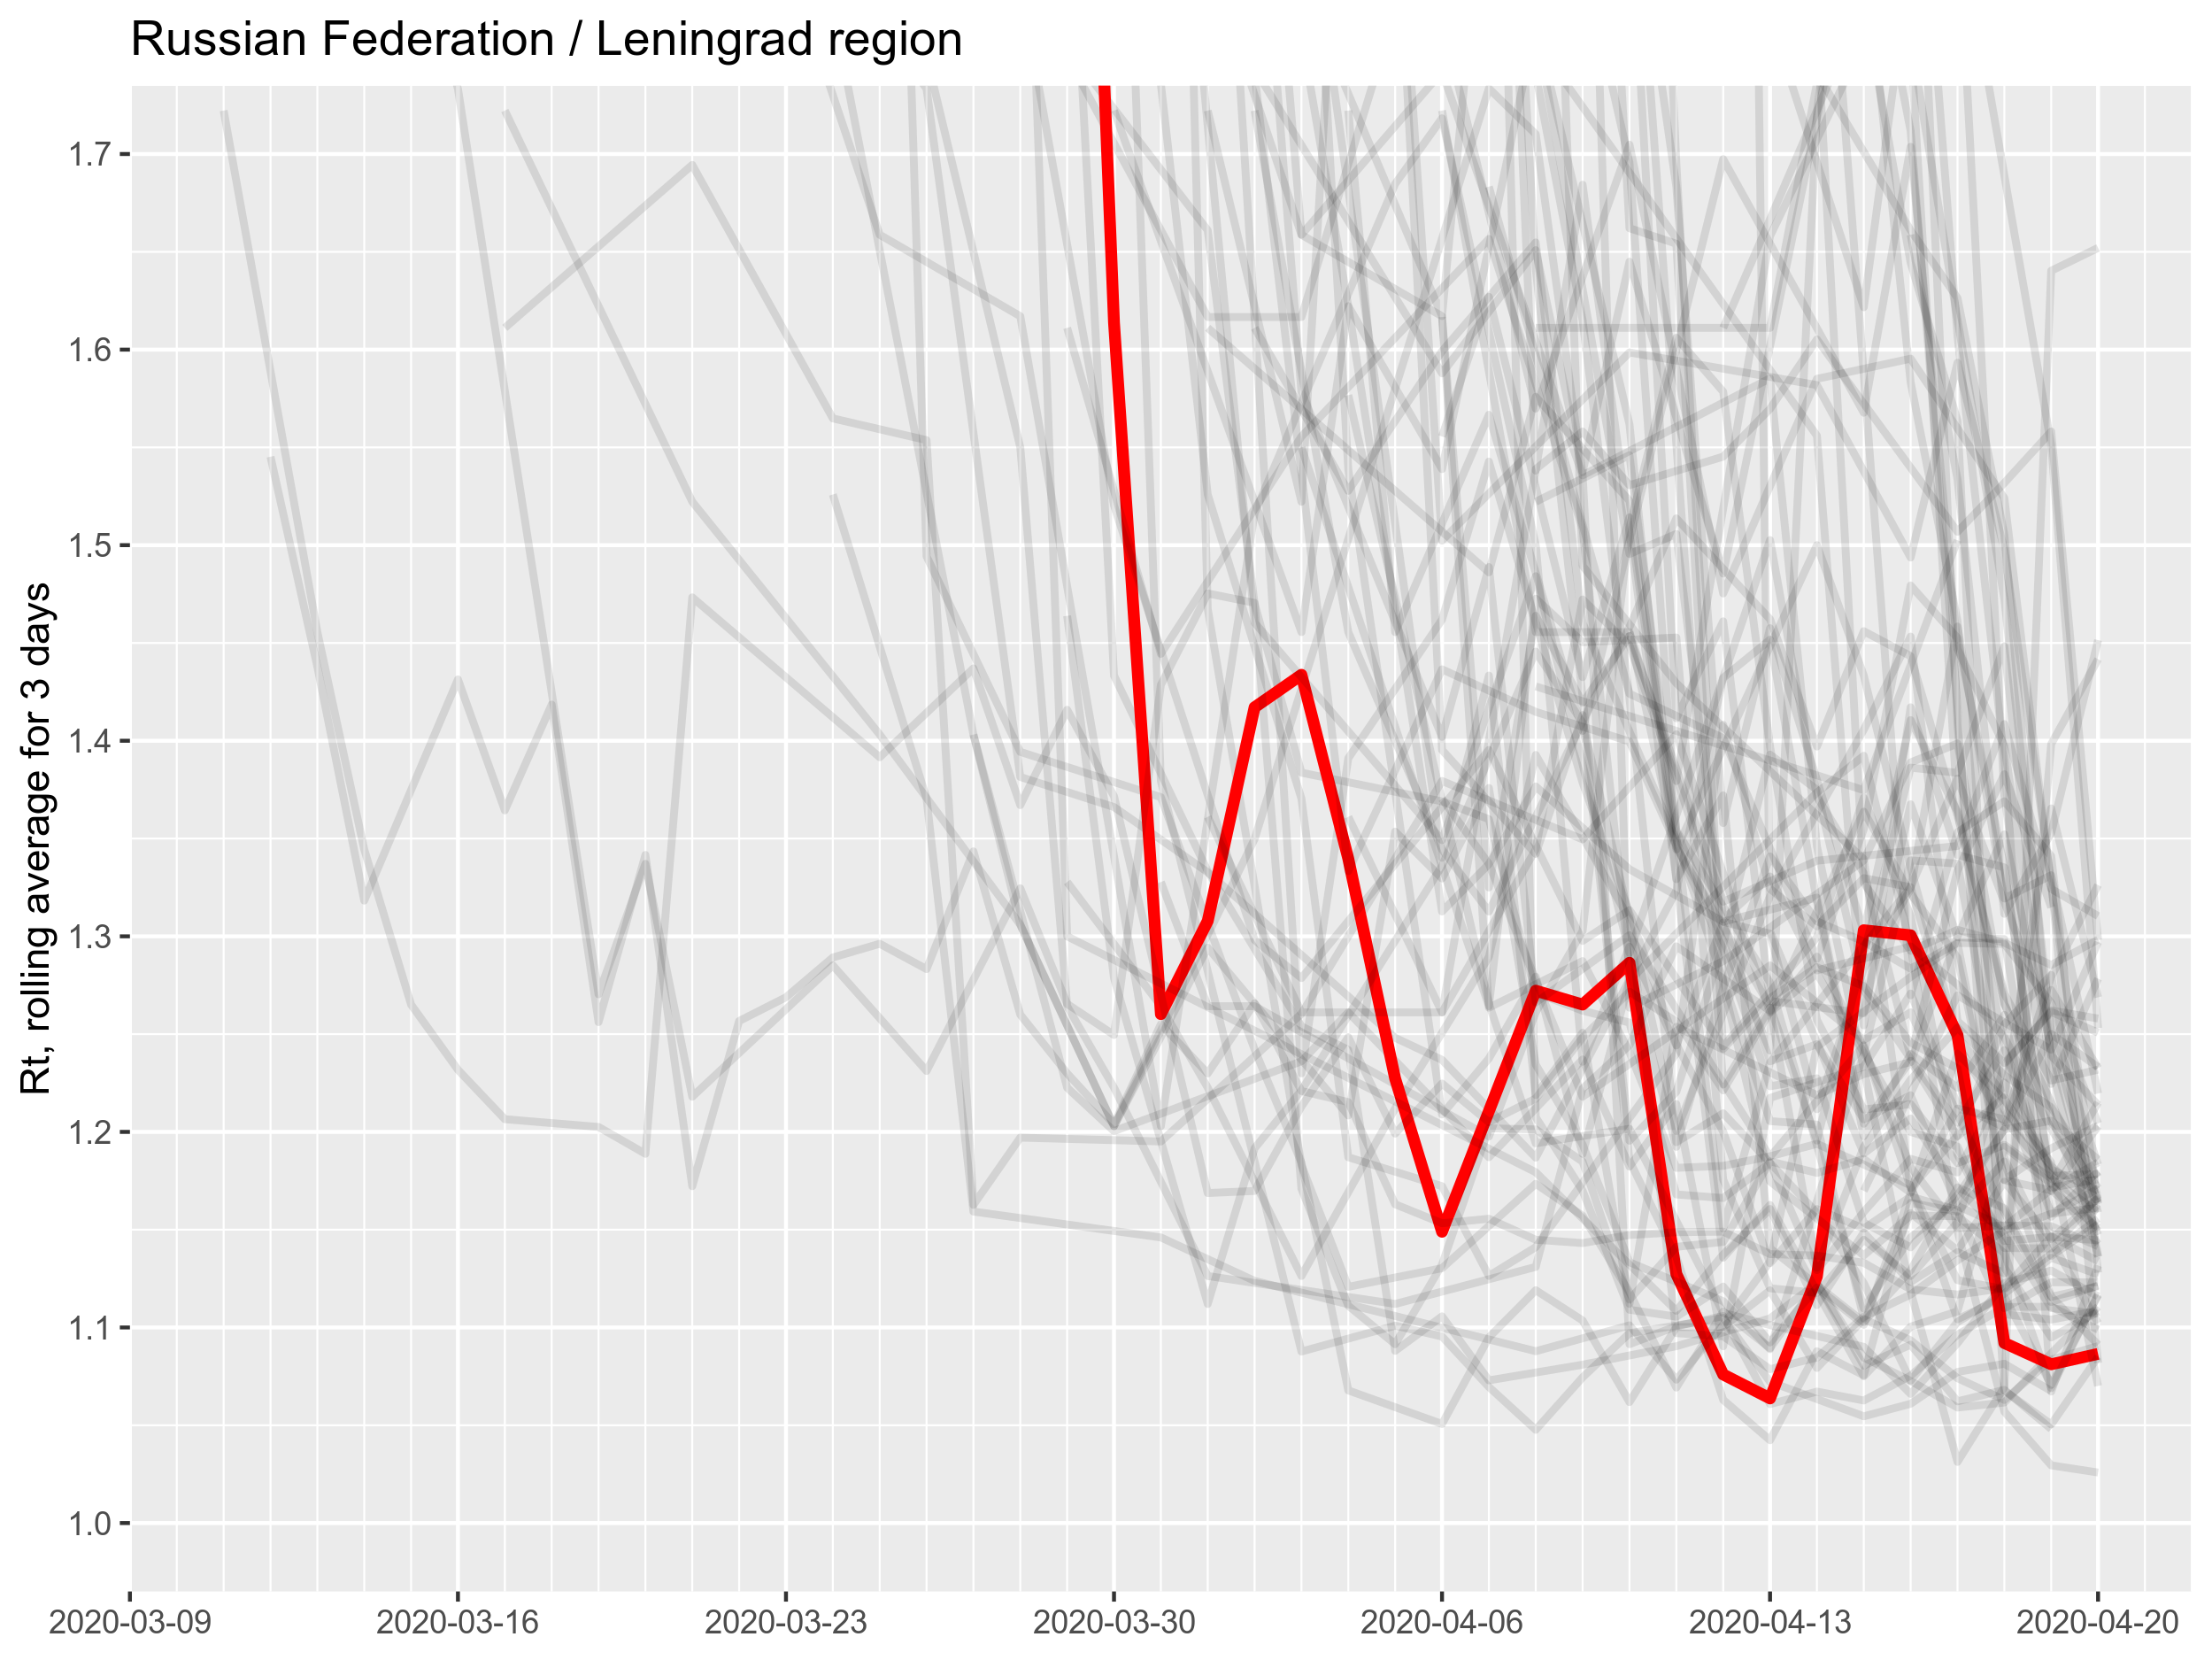 Russian Federation / Leningrad region
Rt, rolling average for 3 days
1.7
1.6
1.5
1.4
1.3
1.2
1.1
1.0
2020-03-09 2020-03-16 2020-03-23 2020-03-30 2020-04-06 2020-04-13 2020-04-20